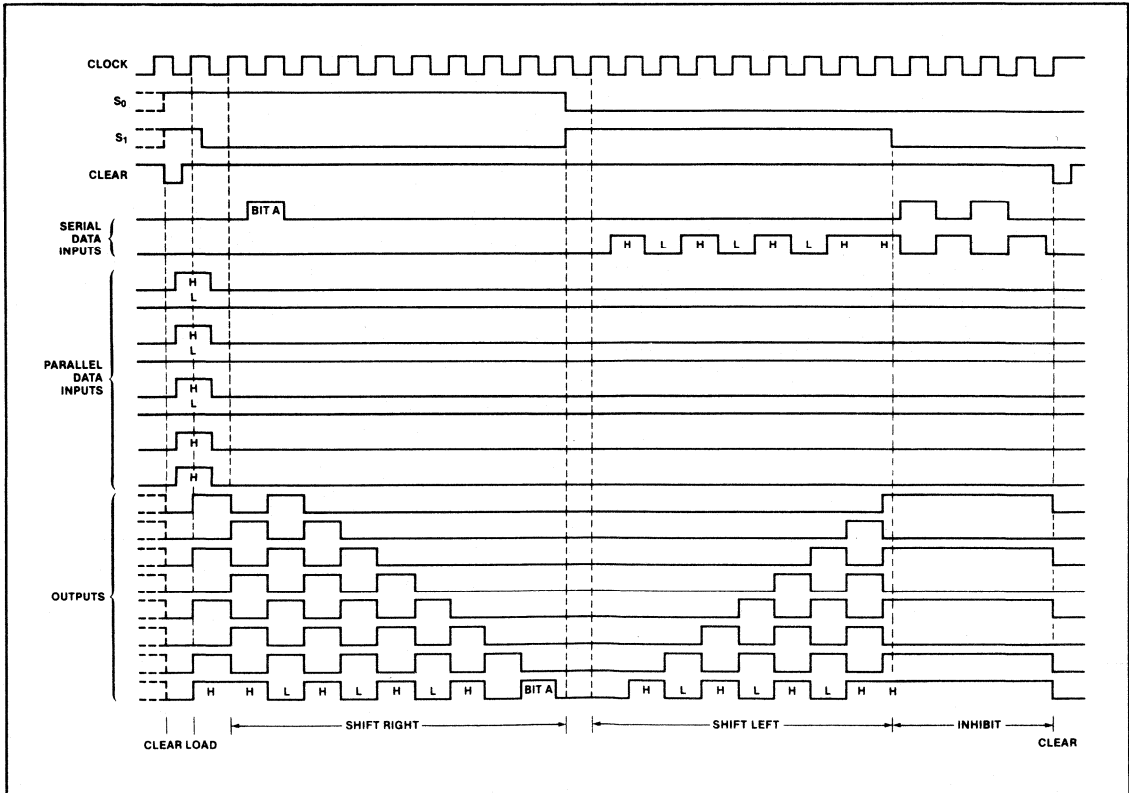 CLOCK
S0
S1
CLEAR
BIT A
SERIAL
DATA
INPUTS
H L H L H L H H
H
L
H
L
PARALLEL
DATA
INPUTS
H
L
H
H
OUTPUTS
H H L H L H L H BIT A H L H L H L H H
SHIFT RIGHT SHIFT LEFT INHIBIT
CLEAR LOAD CLEAR